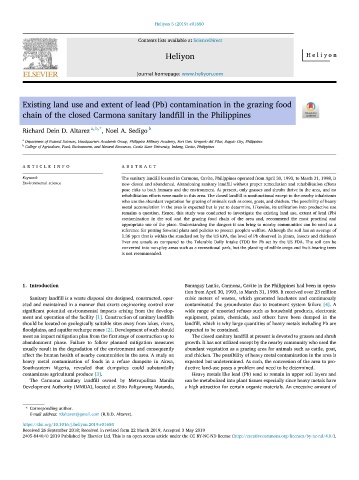 Heliyon 5 (2019) e01680
Contents lists available at ScienceDirect
Heliyon
journal homepage: www.heliyon.com
ELSEVIER
Heliyon
Existing land use and extent of lead (Pb) contamination in the grazing food
chain of the closed Carmona sanitary landfill in the Philippines
Richard Dein D. Altarez a,b,*, Noel A. Sedigo b
a Department of Federal Sciences, Headquarters Academic Group, Philippine Military Academy, Fort Gen. Gregorio del Pilar, Baguio City, Philippines
b College of Agriculture, Food, Environment, and Natural Resources, Cavite State University, Indang, Cavite, Philippines
ARTICLE INFO
Keyword:
Environmental science
ABSTRACT
The sanitary landfill located in Carmona, Cavite, Philippines operated from April 30, 1993, to March 31, 1998, is
now closed and abandoned. Abandoning sanitary landfill without proper remediation and rehabilitation efforts
pose risks to both humans and the environment. At present, only grasses and shrubs thrive in the area, and no
rehabilitation efforts were made in this area. The closed landfill is nonfunctional except to the nearby inhabitants
who use the abundant vegetation for grazing of animals such as cows, goats, and chicken. The possibility of heavy
metal accumulation in the area is expected but is yet to determine. Likewise, its utilization into productive use
remains a question. Hence, this study was conducted to investigate the existing land use, extent of lead (Pb)
contamination in the soil and the grazing food chain of the area and, recommend the most practical and
appropriate use of the place. Understanding the dangers it can bring to nearby communities can be used as a
reference for putting forward plans and policies to protect people's welfare. Although the soil has an average of
1.36 ppm that is within the standard set by the US EPA, the level of Pb observed in plants, insects and chickens'
liver are unsafe as compared to the Tolerable Daily Intake (TDI) for Pb set by the US FDA. The soil can be
converted into non-play areas such as a recreational park, but the planting of edible crops and fruit-bearing trees
is not recommended.
1. Introduction
Sanitary landfill is a waste disposal site designed, constructed, oper-
ated and maintained in a manner that exerts engineering control over
significant potential environmental impacts arising from the develop-
ment and operation of the facility [1]. Construction of sanitary landfills
should be located on geologically suitable sites away from lakes, rivers,
floodplains, and aquifer recharge zones [2]. Development of such should
meet an impact mitigation plan from the first stage of construction up to
abandonment phase. Failure to follow planned mitigation measures
usually result into degradation of the environment and consequently
affect the human health of nearby communities in the area. A study on
heavy metal contamination of foods in a refuse dumpsite in Aiwea,
Southeastern Nigeria, revealed that dumpsites could substantially
contaminate agricultural produce [3].
The Carmona sanitary landfill owned by Metropolitan Manila
Development Authority (MMDA), located at Sitio Paligawang Matanda,
Barangay Lantic, Carmona, Cavite in the Philippines had been in opera-
tion from April 30, 1993, to March 31, 1998. It received over 23 million
cubic meters of wastes, which generated leachates and continuously
contaminated the groundwater due to inexistent treatment system [4]. A
wide range of unsorted refuses such as household products, electronic
equipment, paints, chemicals, and others have been dumped in the
landfill, which is why large quantities of heavy metals including Pb are
expected to be contained.
The closed sanitary landfill at present is devoted to grasses and shrub
growth. It has not utilized except by the nearby community who used the
abundant vegetation as a grazing area for animals such as cattle, goat,
and chicken. The possibility of heavy metal contamination in the area is
expected but undetermined. As such, the conversion of the area to pro-
ductive land-use poses a problem and need to be determined.
Heavy metals like lead (Pb) tend to remain in upper soil layers and
can be metabolized into plant tissues especially since heavy metals have
a high attraction for certain organic materials. An excessive amount of
* Corresponding author.
E-mail address: rdaltarez@gmail.com (R.D.D. Altarez).
https://doi.org/10.1016/j.heliyon.2019.e01680
Received 26 September 2018; Received in revised form 22 March 2019; Accepted 3 May 2019
2405-8440/© 2019 Published by Elsevier Ltd. This is an open access article under the CC BY-NC-ND license (http://creativecommons.org/licenses/by-nc-nd/4.0/).